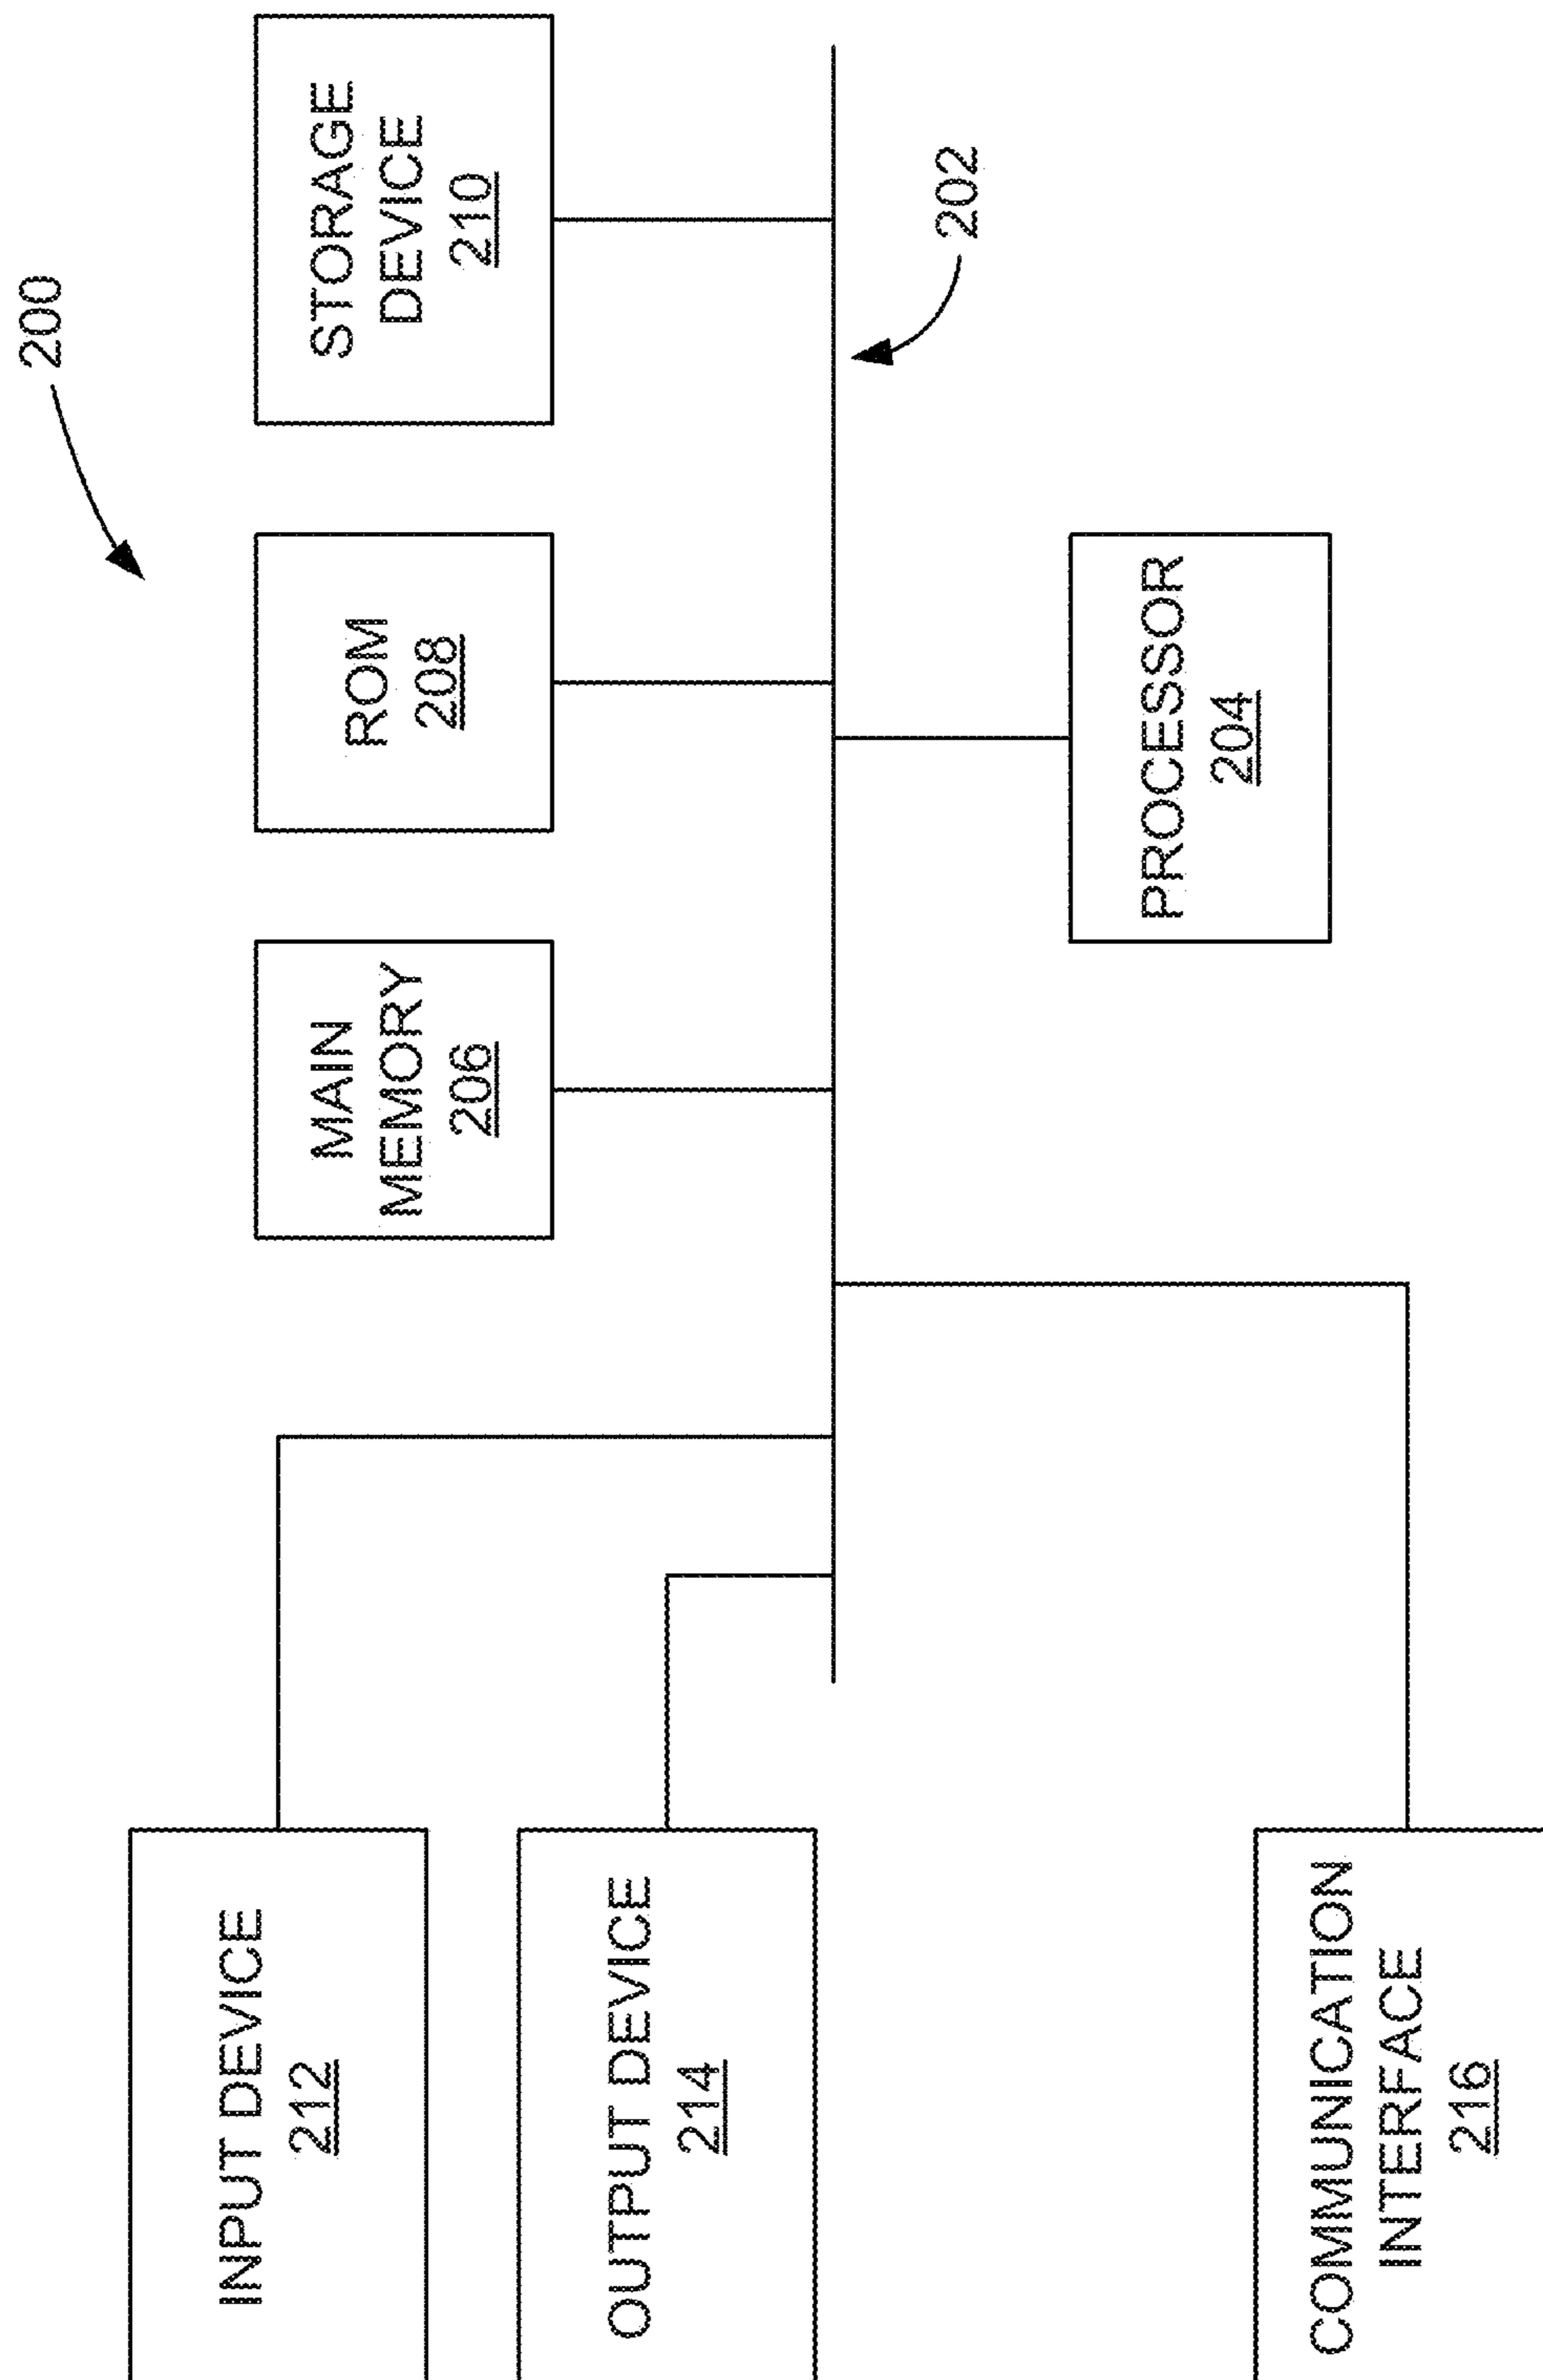 200
MAIN
MEMORY
206
ROM
208
STORAGE
DEVICE
210
INPUT DEVICE
212
OUTPUT DEVICE
214
202
PROCESSOR
204
COMMUNICATION
INTERFACE
216